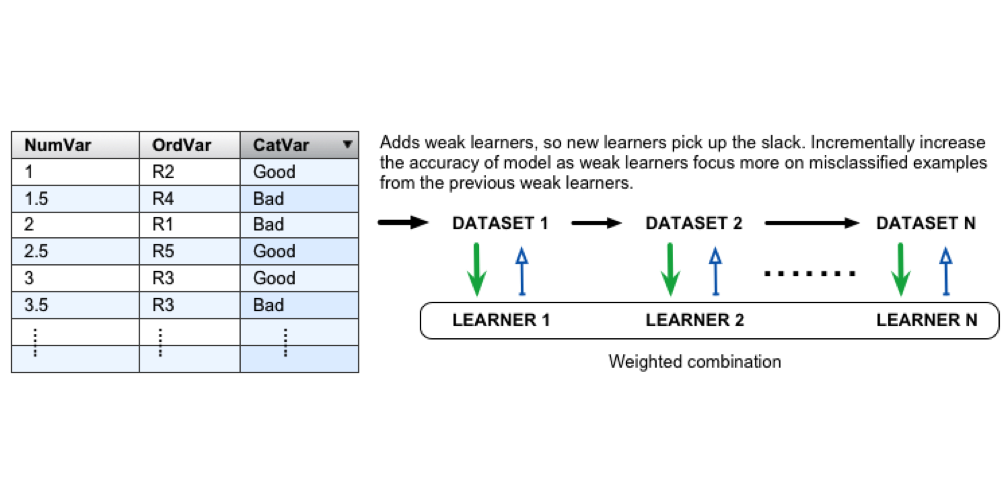 NumVar OrdVar CatVar
1 R2 Good
1.5 R4 Bad
2 R1 Bad
2.5 R5 Good
3 R3 Good
3.5 R3 Bad
Adds weak learners, so new learners pick up the slack. Incrementally increase
the accuracy of model as weak learners focus more on misclassified examples
from the previous weak learners.
DATASET 1 DATASET 2 DATASET N
LEARNER 1 LEARNER 2 LEARNER N
Weighted combination